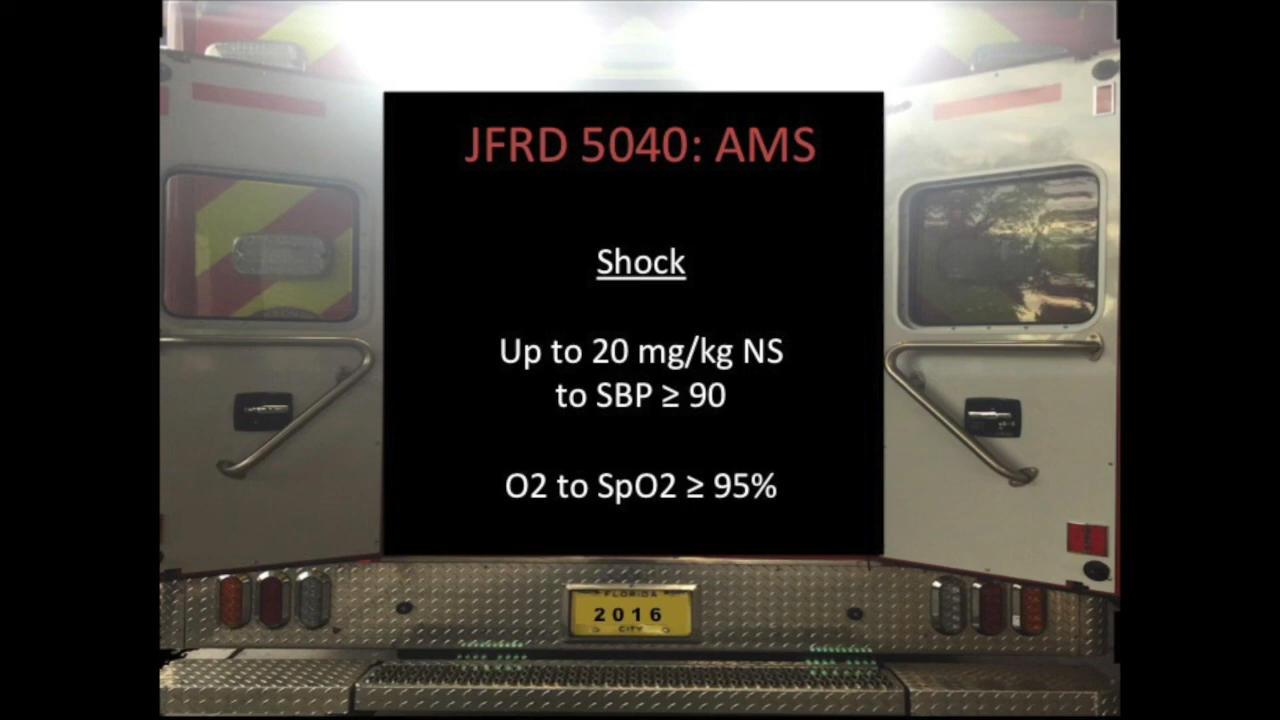 JFRD 5040: AMS
Shock
Up to 20 mg/kg NS
to SBP ≥ 90
O2 to SpO2 ≥ 95%
FLORIDA
2016
CITY